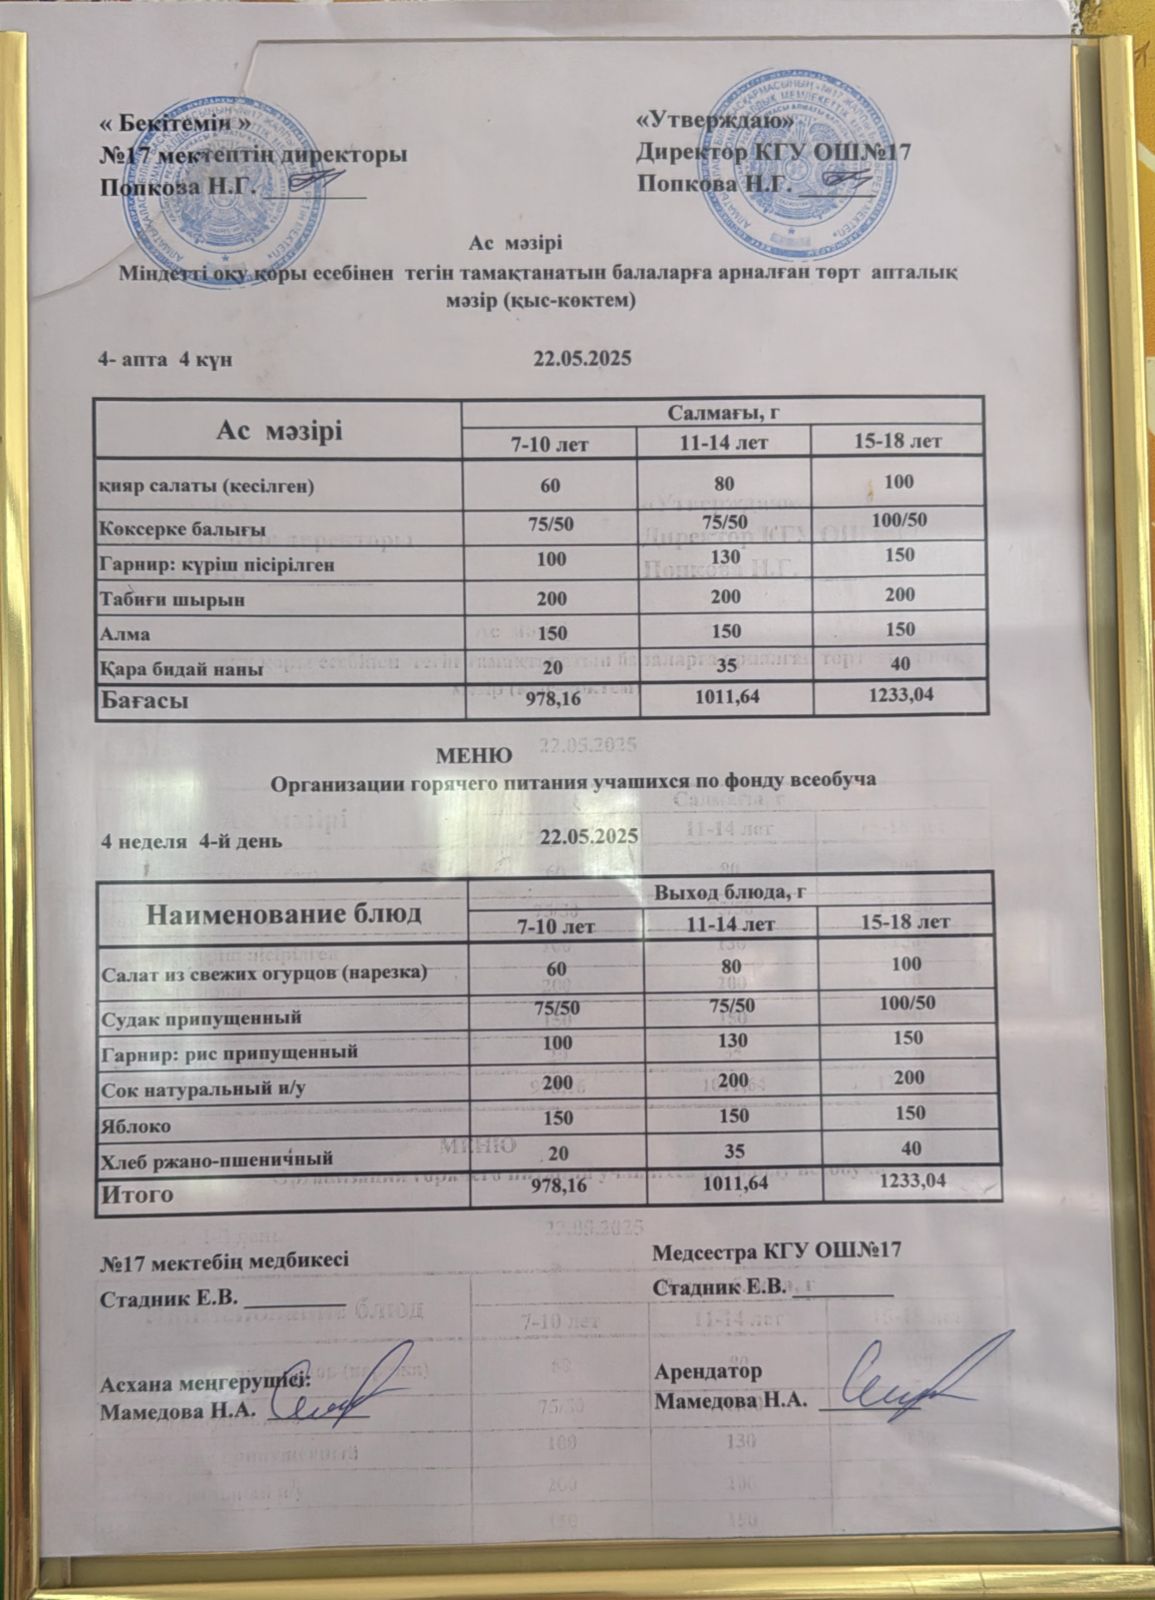 « Бекітемін »
№17 мектептің директоры
Попкова Н.Г. ________
«Утверждаю»
Директор КГУ ОШ№17
Попкова Н.Г. ______
Ас мәзірі
Міндетті оқу қоры есебінен тегін тамақтанатын балаларға арналған төрт апталық
мәзір (қыс-көктем)
4- апта 4 күн 22.05.2025
Ас мәзірі Салмағы, г
7-10 лет 11-14 лет 15-18 лет
қияр салаты (кесілген) 60 80 100
Көксерке балығы 75/50 75/50 100/50
Гарнир: күріш пісірілген 100 130 150
Табиғи шырын 200 200 200
Алма 150 150 150
Қара бидай наны 20 35 40
Бағасы 978,16 1011,64 1233,04
МЕНЮ
Организации горячего питания учашихся по фонду всеобуча
4 неделя 4-й день 22.05.2025
Наименование блюд Выход блюда, г
7-10 лет 11-14 лет 15-18 лет
Салат из свежих огурцов (нарезка) 60 80 100
Судак припущенный 75/50 75/50 100/50
Гарнир: рис припущенный 100 130 150
Сок натуральный и/у 200 200 200
Яблоко 150 150 150
Хлеб ржано-пшеничный 20 35 40
Итого 978,16 1011,64 1233,04
№17 мектебің медбикесі
Стадник Е.В. ________
Медсестра КГУ ОШ№17
Стадник Е.В. ________
Асхана меңгерушісі:
Мамедова Н.А. ________
Арендатор
Мамедова Н.А. ________